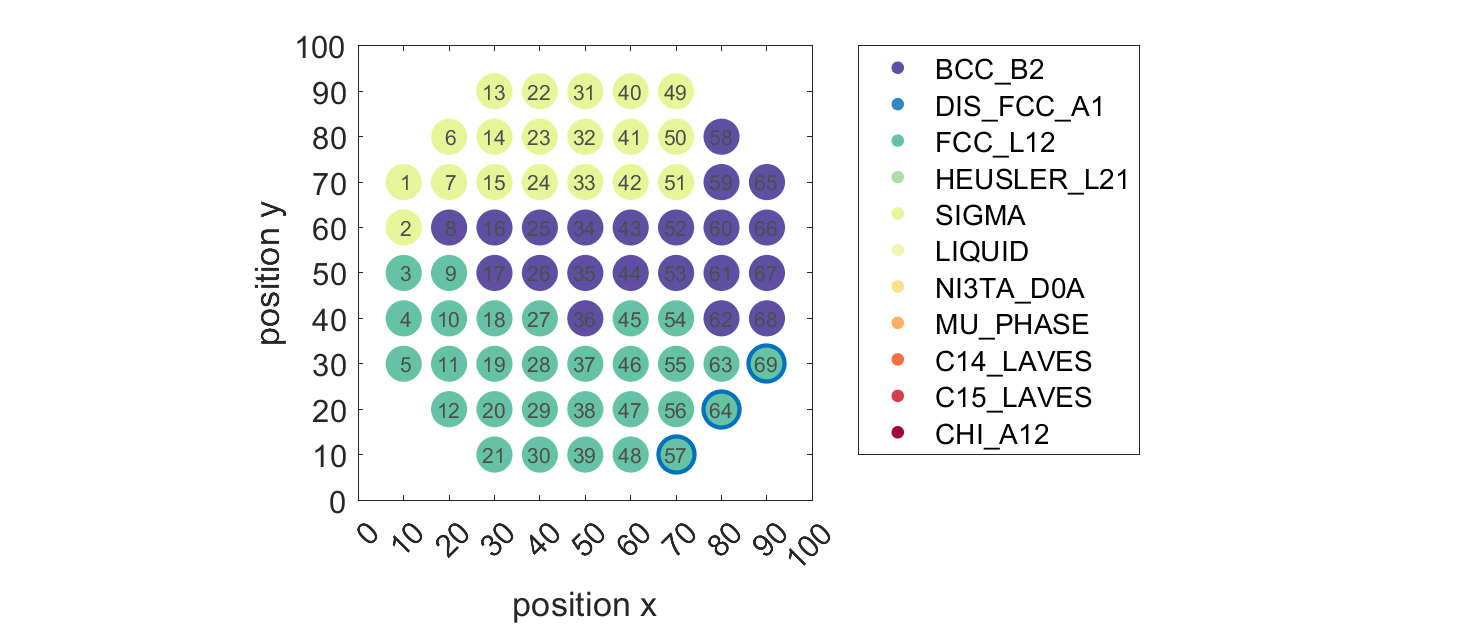 100
90
80
70
60
50
40
30
20
10
0
13 22 31 40 49
6 14 23 32 41 50 58
1 7 15 24 33 42 51 59 65
2 8 16 25 34 43 52 60 66
3 9 17 26 35 44 53 61 67
4 10 18 27 36 45 54 62 68
5 11 19 28 37 46 55 63 69
12 20 29 38 47 56 64
21 30 39 48 57
0 10 20 30 40 50 60 70 80 90 100
position x
position y
BCC_B2
DIS_FCC_A1
FCC_L12
HEUSLER_L21
SIGMA
LIQUID
NI3TA_D0A
MU_PHASE
C14_LAVES
C15_LAVES
CHI_A12